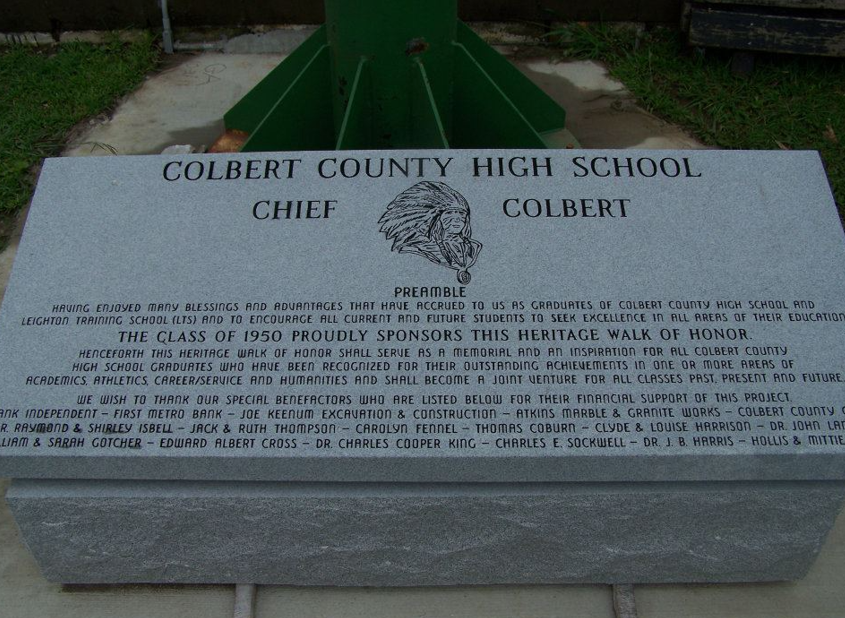 COLBERT COUNTY HIGH SCHOOL
CHIEF COLBERT
PREAMBLE
HAVING ENJOYED MANY BLESSINGS AND ADVANTAGES THAT HAVE ACCRUED TO US AS GRADUATES OF COLBERT COUNTY HIGH SCHOOL AND
LEIGHTON TRAINING SCHOOL (LTS) AND TO ENCOURAGE ALL CURRENT AND FUTURE STUDENTS TO SEEK EXCELLENCE IN ALL AREAS OF THEIR EDUCATION
THE CLASS OF 1950 PROUDLY SPONSORS THIS HERITAGE WALK OF HONOR.
HENCEFORTH THIS HERITAGE WALK OF HONOR SHALL SERVE AS A MEMORIAL AND AN INSPIRATION FOR ALL COLBERT COUNTY
HIGH SCHOOL GRADUATES WHO HAVE BEEN RECOGNIZED FOR THEIR OUTSTANDING ACHIEVEMENTS IN ONE OR MORE AREAS OF
ACADEMICS, ATHLETICS, CAREER/SERVICE AND HUMANITIES AND SHALL BECOME A JOINT VENTURE FOR ALL CLASSES PAST, PRESENT AND FUTURE.
WE WISH TO THANK OUR SPECIAL BENEFACTORS WHO ARE LISTED BELOW FOR THEIR FINANCIAL SUPPORT OF THIS PROJECT.
INDEPENDENT - FIRST METRO BANK - JOE KEENUM EXCAVATION & CONSTRUCTION - ATKINS MARBLE & GRANITE WORKS - COLBERT COUNTY
RAYMOND & SHIRLEY ISBELL - JACK & RUTH THOMPSON - CAROLYN FENNEL - THOMAS COBURN - CLYDE & LOUISE HARRISON - DR. JOHN
& SARAH GOTCHER - EDWARD ALBERT CROSS - DR. CHARLES COOPER KING - CHARLES E. SOCKWELL - DR. J. B. HARRIS - HOLLIS & MITTIE